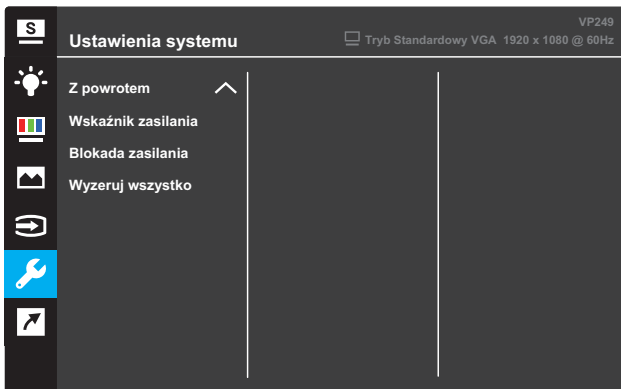 S
VP249
Ustawienia systemu
Tryb Standardowy VGA 1920 x 1080 @ 60Hz
Z powrotem
Wskaźnik zasilania
Blokada zasilania
Wyzeruj wszystko